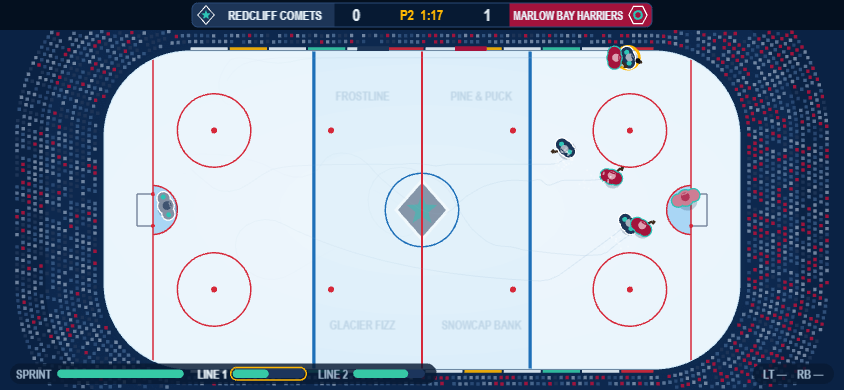 REDCLIFF COMETS 0 P2 1:17 1 MARLOW BAY HARRIERS
FROSTLINE PINE & PUCK
GLACIER FIZZ SNOWCAP BANK
SPRINT LINE 1 LINE 2 LT — RB —